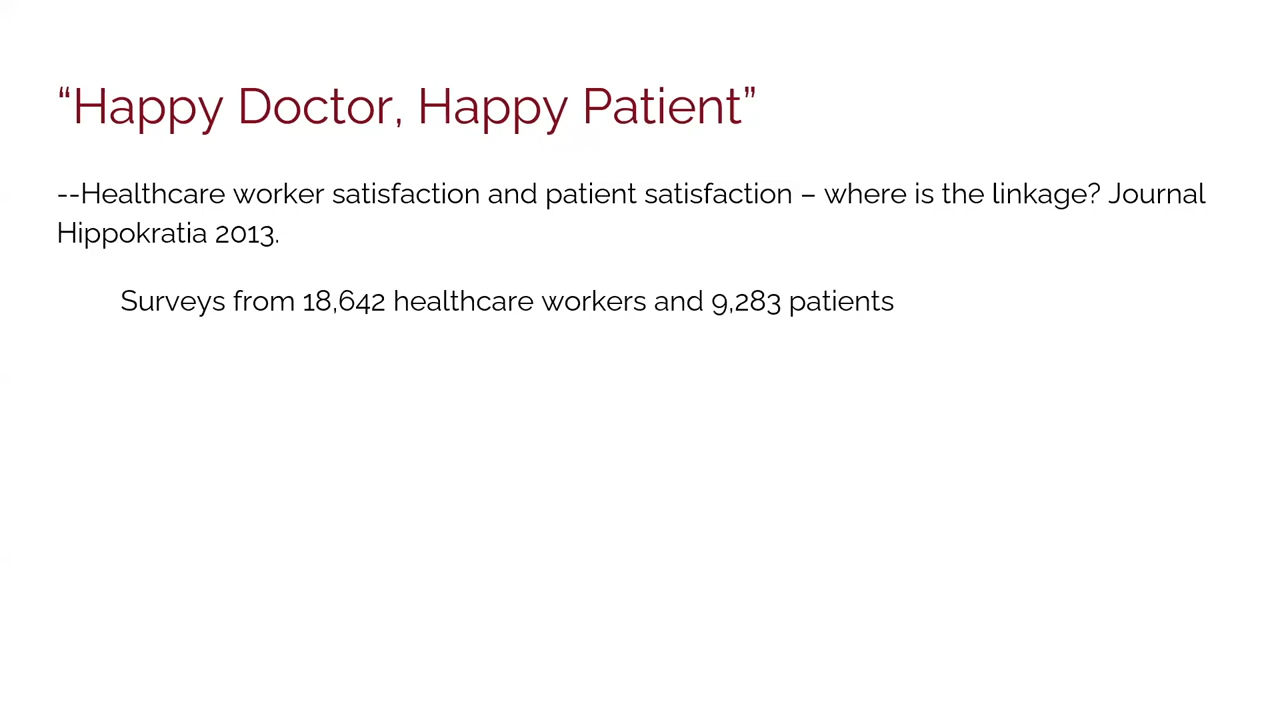 “Happy Doctor, Happy Patient”
--Healthcare worker satisfaction and patient satisfaction – where is the linkage? Journal
Hippokratia 2013.
Surveys from 18,642 healthcare workers and 9,283 patients